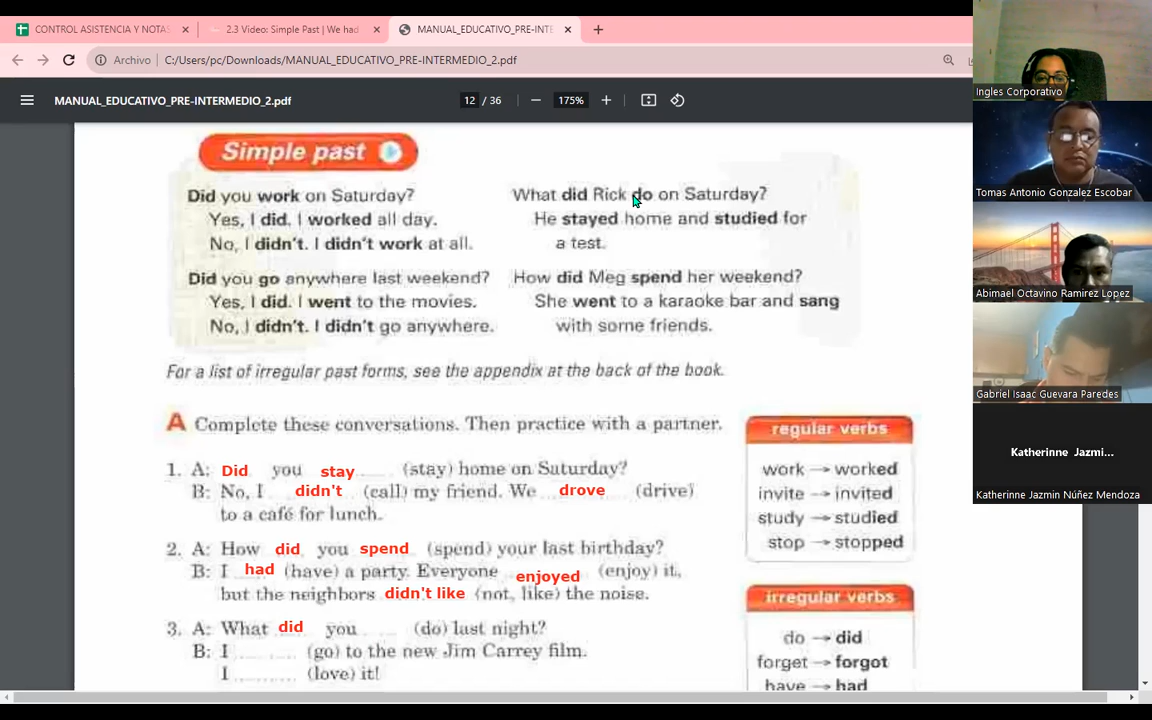 CONTROL ASISTENCIA Y NOTAS
2.3 Video: Simple Past | We had
MANUAL_EDUCATIVO_PRE-INTE
Archivo | C:/Users/pc/Downloads/MANUAL_EDUCATIVO_PRE-INTERMEDIO_2.pdf
MANUAL_EDUCATIVO_PRE-INTERMEDIO_2.pdf
12 / 36
175%
Simple past
Did you work on Saturday?
Yes, I did. I worked all day.
No, I didn't. I didn't work at all.
Did you go anywhere last weekend?
Yes, I did. I went to the movies.
No, I didn't. I didn't go anywhere.
What did Rick do on Saturday?
He stayed home and studied for
a test.
How did Meg spend her weekend?
She went to a karaoke bar and sang
with some friends.
For a list of irregular past forms, see the appendix at the back of the book.
A Complete these conversations. Then practice with a partner.
1. A: Did you stay (stay) home on Saturday?
B: No, I didn't (call) my friend. We drove (drive)
to a café for lunch.
2. A: How did you spend (spend) your last birthday?
B: I had (have) a party. Everyone enjoyed (enjoy) it,
but the neighbors didn't like (not, like) the noise.
3. A: What did you (do) last night?
B: I (go) to the new Jim Carrey film.
I (love) it!
regular verbs
work → worked
invite → invited
study → studied
stop → stopped
irregular verbs
do → did
forget → forgot
have → had
Ingles Corporativo
Tomas Antonio Gonzalez Escobar
Abimael Octavino Ramirez Lopez
Gabriel Isaac Guevara Paredes
Katherinne Jazmi...
Katherinne Jazmin Núñez Mendoza